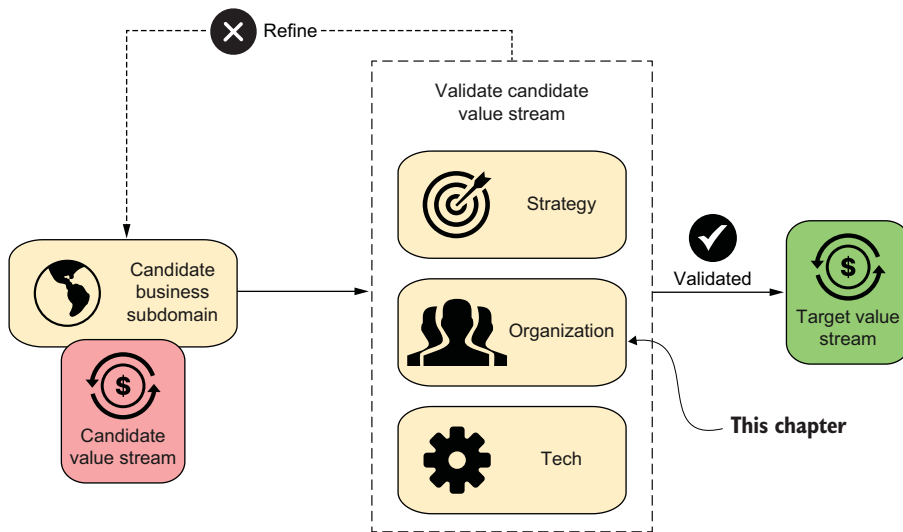 Refine
Validate candidate
value stream
Strategy
Candidate
business
subdomain
Organization
Tech
Candidate
value stream
Validated
Target value
stream
This chapter
$
$